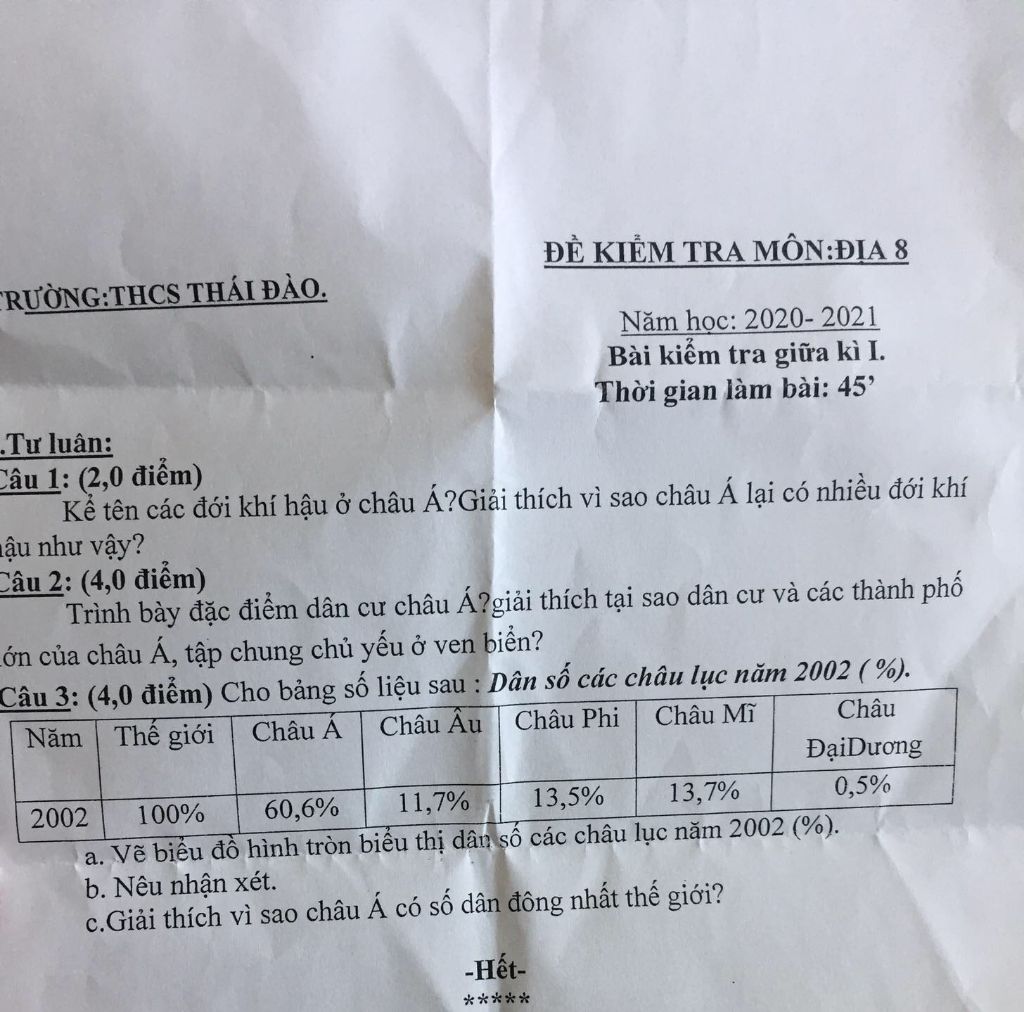 ĐỀ KIỂM TRA MÔN:ĐỊA 8
TRƯỜNG:THCS THÁI ĐÀO.
Năm học: 2020- 2021
Bài kiểm tra giữa kì I.
Thời gian làm bài: 45’
.Tư luân:
Câu 1: (2,0 điểm)
Kể tên các đới khí hậu ở châu Á?Giải thích vì sao châu Á lại có nhiều đới khí
hậu như vậy?
Câu 2: (4,0 điểm)
Trình bày đặc điểm dân cư châu Á?giải thích tại sao dân cư và các thành phố
lớn của châu Á, tập chung chủ yếu ở ven biển?
Câu 3: (4,0 điểm) Cho bảng số liệu sau : Dân số các châu lục năm 2002 ( %).
Năm Thế giới Châu Á Châu Âu Châu Phi Châu Mĩ Châu
ĐạiDương
2002 100% 60,6% 11,7% 13,5% 13,7% 0,5%
a. Vẽ biểu đồ hình tròn biểu thị dân số các châu lục năm 2002 (%).
b. Nêu nhận xét.
c.Giải thích vì sao châu Á có số dân đông nhất thế giới?
-Hết-
*****